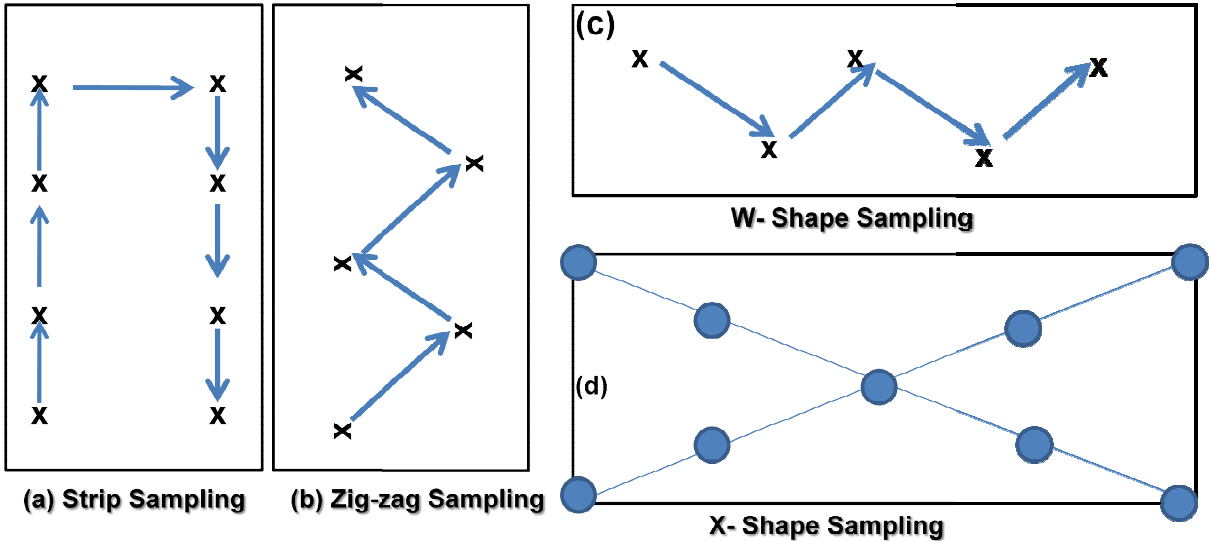 X X
X X
X X
X X
(a) Strip Sampling
X
X
X
X
X
(b) Zig-zag Sampling
(c)
X X X
X X
W- Shape Sampling
(d)
X- Shape Sampling